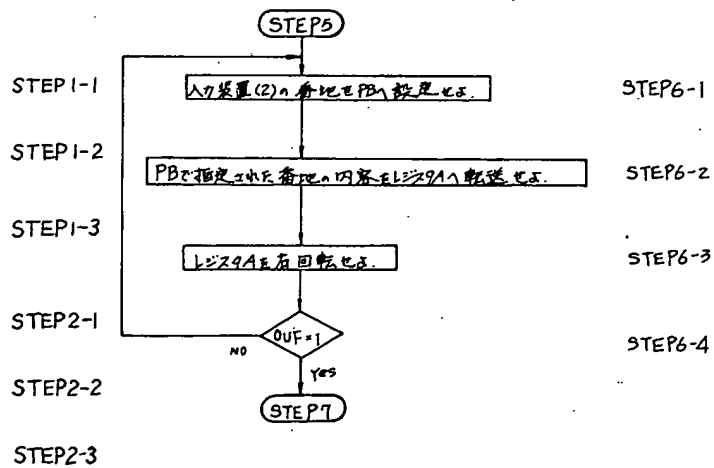 STEP5
STEP1-1
入力装置(2)の番地をPBへ設定せよ.
STEP6-1
STEP1-2
PBで指定された番地の内容をレジスタAへ転送せよ.
STEP6-2
STEP1-3
レジスタAを右回転せよ.
STEP6-3
STEP2-1
OUF=1
NO
STEP6-4
YES
STEP2-2
STEP7
STEP2-3